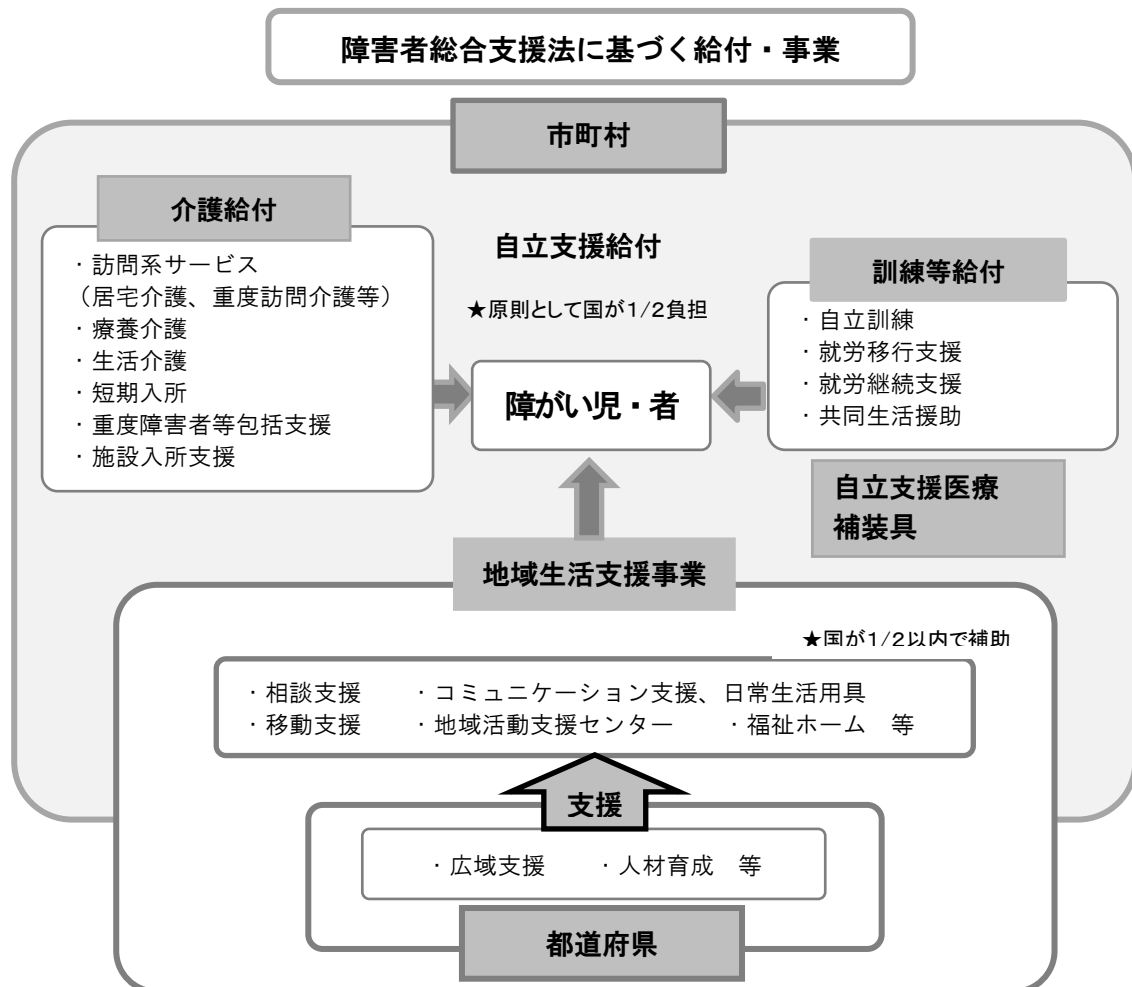 障害者総合支援法に基づく給付・事業
市町村
介護給付
・訪問系サービス
（居宅介護、重度訪問介護等）
・療養介護
・生活介護
・短期入所
・重度障害者等包括支援
・施設入所支援
自立支援給付
★原則として国が1/2負担
障がい児・者
訓練等給付
・自立訓練
・就労移行支援
・就労継続支援
・共同生活援助
自立支援医療
補装具
地域生活支援事業
★国が1/2以内で補助
・相談支援　・コミュニケーション支援、日常生活用具
・移動支援　・地域活動支援センター　・福祉ホーム　等
支援
・広域支援　・人材育成　等
都道府県